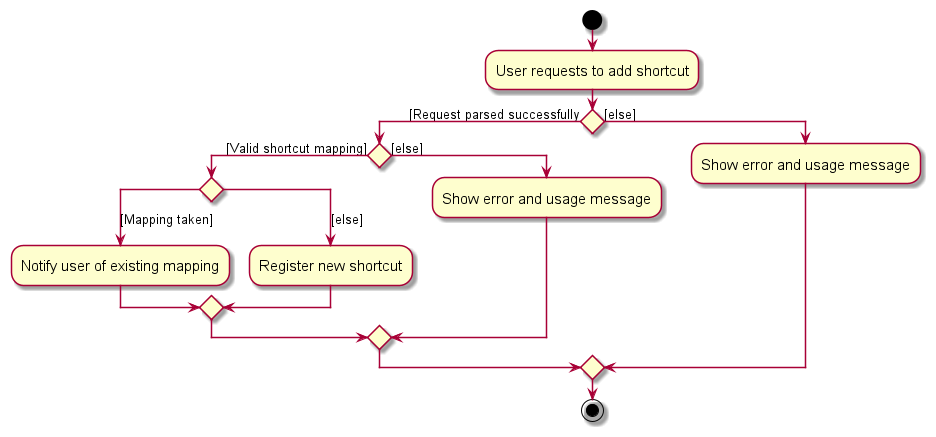 User requests to add shortcut
[Request parsed successfully
[else]
[Valid shortcut mapping]
[else]
Show error and usage message
Show error and usage message
[Mapping taken]
[else]
Notify user of existing mapping
Register new shortcut